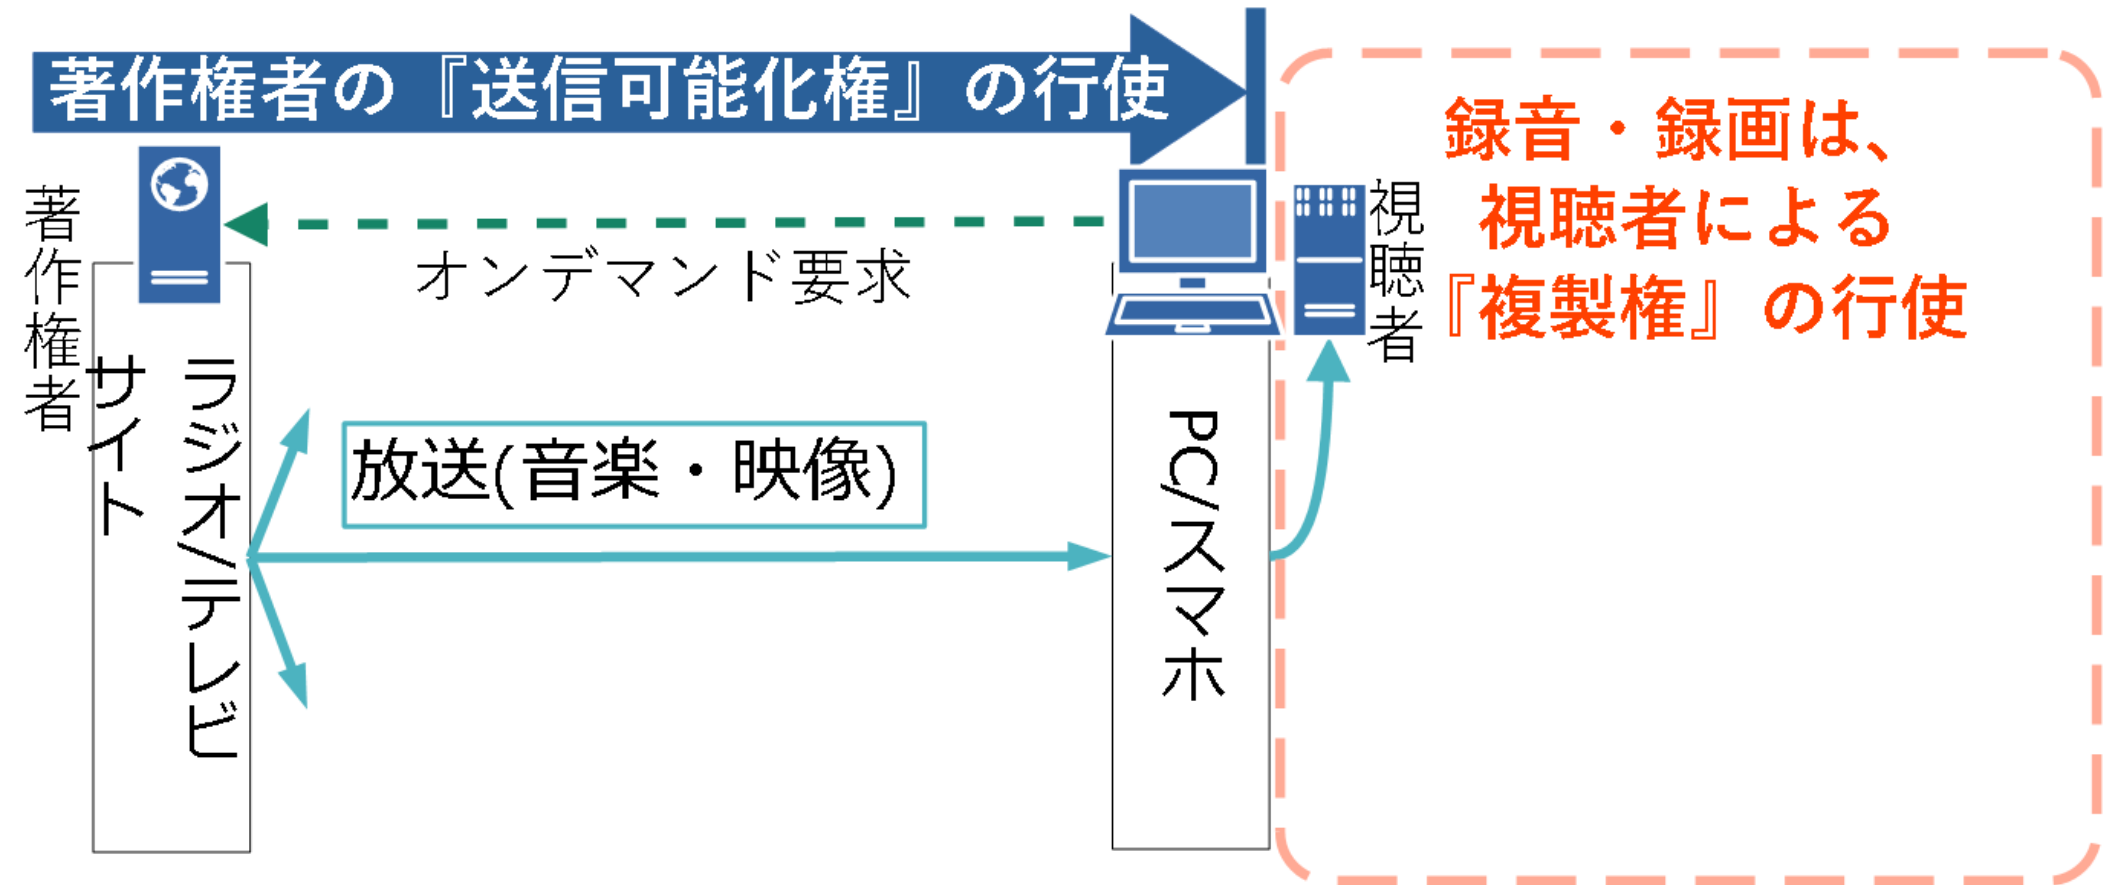 著作権者の『送信可能化権』の行使
録音・録画は、
視聴者による
『複製権』の行使
著作権者
オンデマンド要求
視聴者
ラジオ/テレビ
サイト
放送(音楽・映像)
PC/スマホ